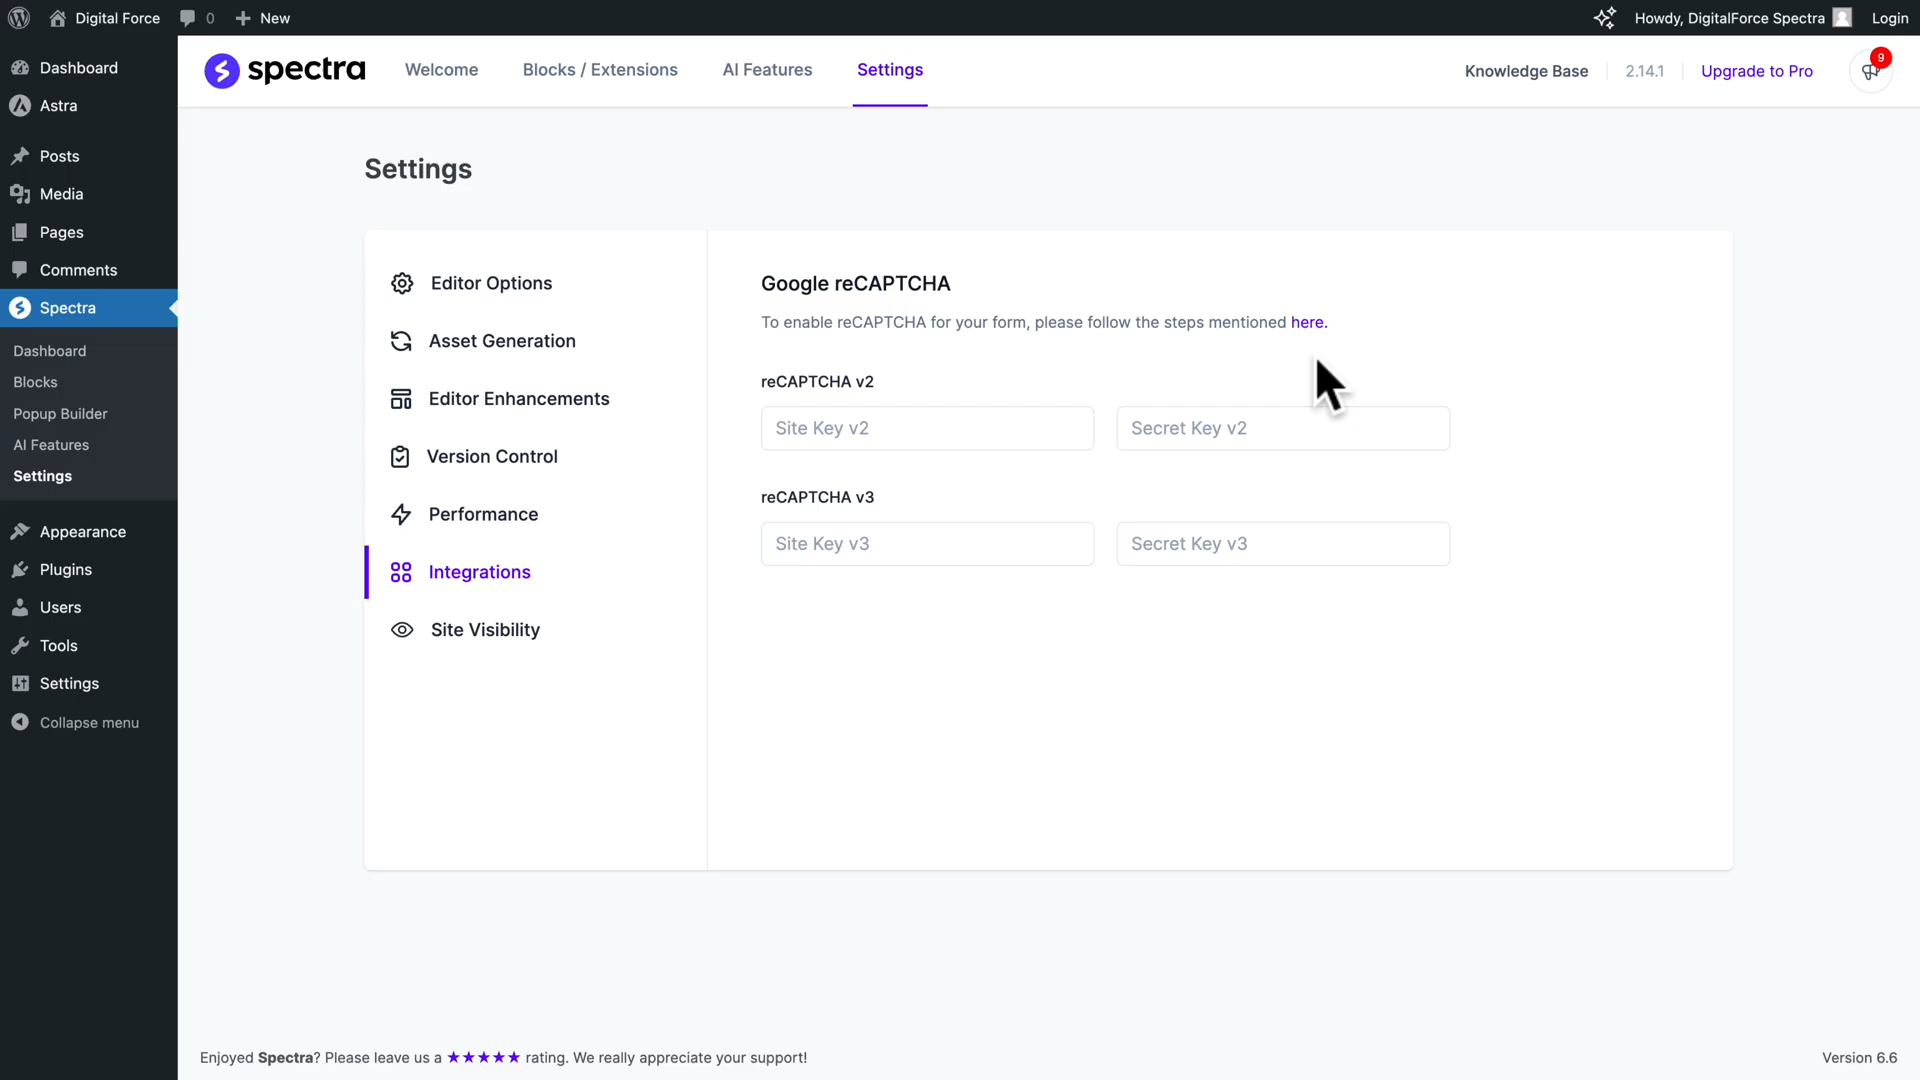 Digital Force
0
New
Howdy, DigitalForce Spectra
Login
Dashboard
Astra
Posts
Media
Pages
Comments
Spectra
Dashboard
Blocks
Popup Builder
AI Features
Settings
Appearance
Plugins
Users
Tools
Settings
Collapse menu
spectra
Welcome
Blocks / Extensions
AI Features
Settings
Knowledge Base
2.14.1
Upgrade to Pro
9
Settings
Editor Options
Asset Generation
Editor Enhancements
Version Control
Performance
Integrations
Site Visibility
Google reCAPTCHA
To enable reCAPTCHA for your form, please follow the steps mentioned here.
reCAPTCHA v2
Site Key v2
Secret Key v2
reCAPTCHA v3
Site Key v3
Secret Key v3
Enjoyed Spectra? Please leave us a ★★★★★ rating. We really appreciate your support!
Version 6.6